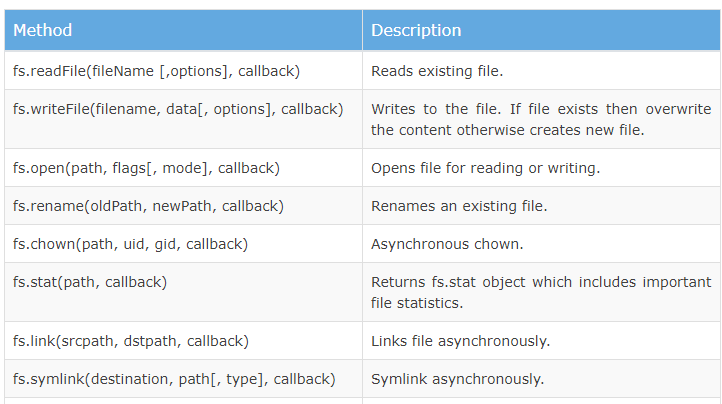 Method Description
fs.readFile(fileName [,options], callback) Reads existing file.
fs.writeFile(filename, data[, options], callback) Writes to the file. If file exists then overwrite
the content otherwise creates new file.
fs.open(path, flags[, mode], callback) Opens file for reading or writing.
fs.rename(oldPath, newPath, callback) Renames an existing file.
fs.chown(path, uid, gid, callback) Asynchronous chown.
fs.stat(path, callback) Returns fs.stat object which includes important
file statistics.
fs.link(srcpath, dstpath, callback) Links file asynchronously.
fs.symlink(destination, path[, type], callback) Symlink asynchronously.